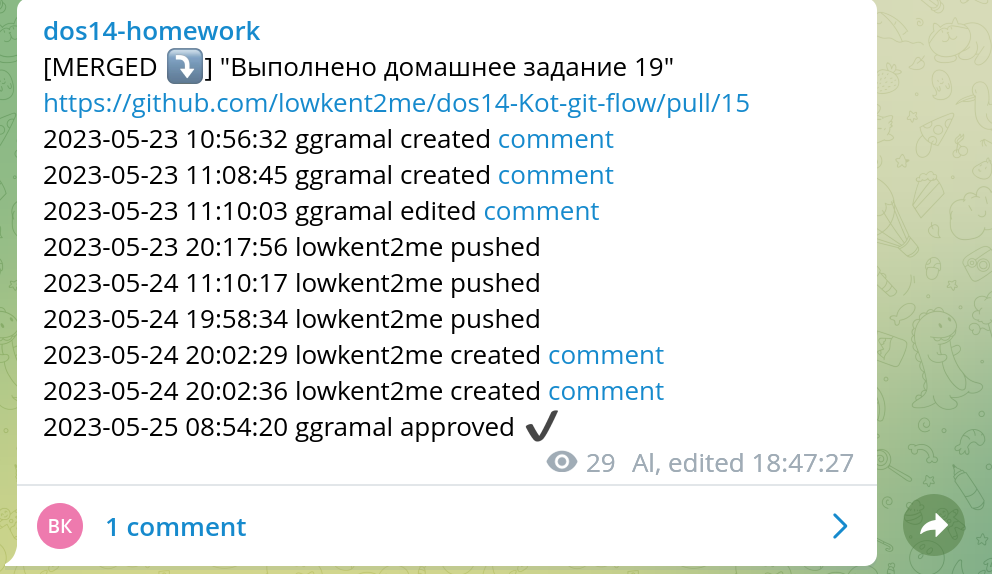 dos14-homework
[MERGED ⤵️] "Выполнено домашнее задание 19"
https://github.com/lowkent2me/dos14-Kot-git-flow/pull/15
2023-05-23 10:56:32 ggramal created comment
2023-05-23 11:08:45 ggramal created comment
2023-05-23 11:10:03 ggramal edited comment
2023-05-23 20:17:56 lowkent2me pushed
2023-05-24 11:10:17 lowkent2me pushed
2023-05-24 19:58:34 lowkent2me pushed
2023-05-24 20:02:29 lowkent2me created comment
2023-05-24 20:02:36 lowkent2me created comment
2023-05-25 08:54:20 ggramal approved ✔️
29 Al, edited 18:47:27
ВК 1 comment